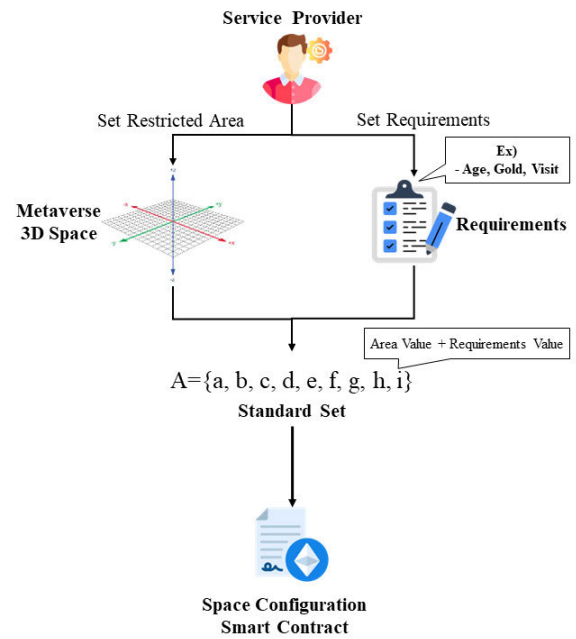 Service Provider
Set Restricted Area
Set Requirements
Ex)
- Age, Gold, Visit
Metaverse
3D Space
Requirements
Area Value + Requirements Value
A={a, b, c, d, e, f, g, h, i}
Standard Set
Space Configuration
Smart Contract